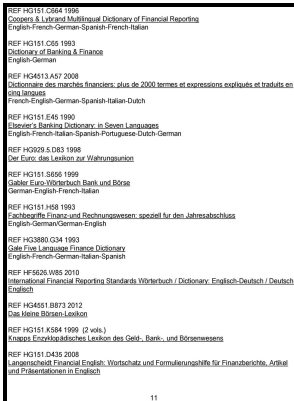 REF HG151.C664 1996
Coopers & Lybrand Multilingual Dictionary of Financial Reporting
English-French-German-Spanish-French-Italian
REF HG151.C65 1993
Dictionary of Banking & Finance
English-German
REF HG4513.A57 2008
Dictionnaire des marchés financiers: plus de 2000 termes et expressions expliqués et traduits en
cinq langues
French-English-German-Spanish-Italian-Dutch
REF HG151.E45 1990
Elsevier's Banking Dictionary: in Seven Languages
English-French-Italian-Spanish-Portuguese-Dutch-German
REF HG929.5.D83 1998
Der Euro: das Lexikon zur Wahrungsunion
REF HG151.S656 1999
Gabler Euro-Wörterbuch Bank und Börse
German-English-French-Italian
REF HG151.H58 1993
Fachbegriffe Finanz-und Rechnungswesen: speziell fur den Jahresabschluss
English-German/German-English
REF HG3880.G34 1993
Gale Five Language Finance Dictionary
English-French-German-Italian-Spanish
REF HF5626.W85 2010
International Financial Reporting Standards Wörterbuch / Dictionary: Englisch-Deutsch / Deutsch
Englisch
REF HG4551.B873 2012
Das kleine Börsen-Lexikon
REF HG151.K584 1999 (2 vols.)
Knapps Enzyklopädisches Lexikon des Geld-, Bank-, und Börsenwesens
REF HG151.D435 2008
Langenscheidt Financial English: Wortschatz und Formulierungshilfe für Finanzberichte, Artikel
und Präsentationen in Englisch
11